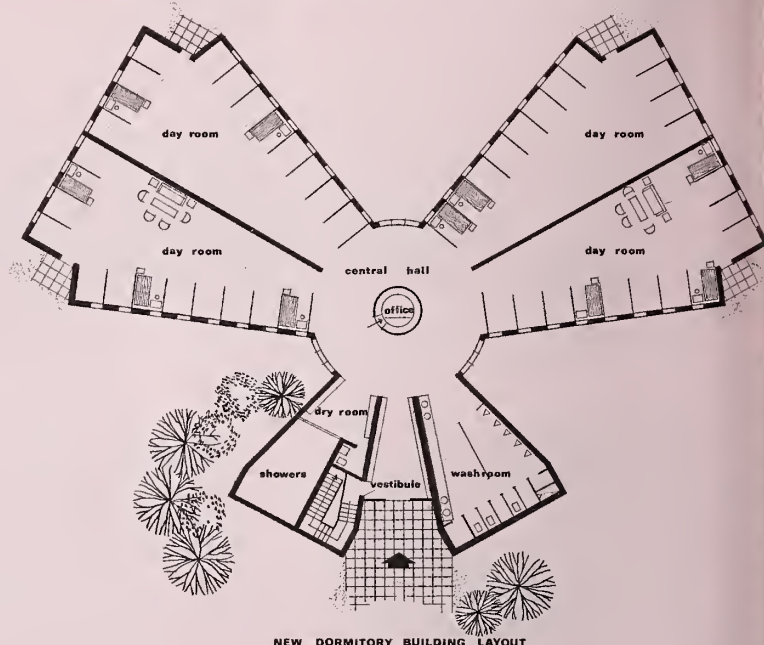 day room
day room
day room
day room
central hall
office
dry room
showers
vestibule
washroom
NEW DORMITORY BUILDING LAYOUT